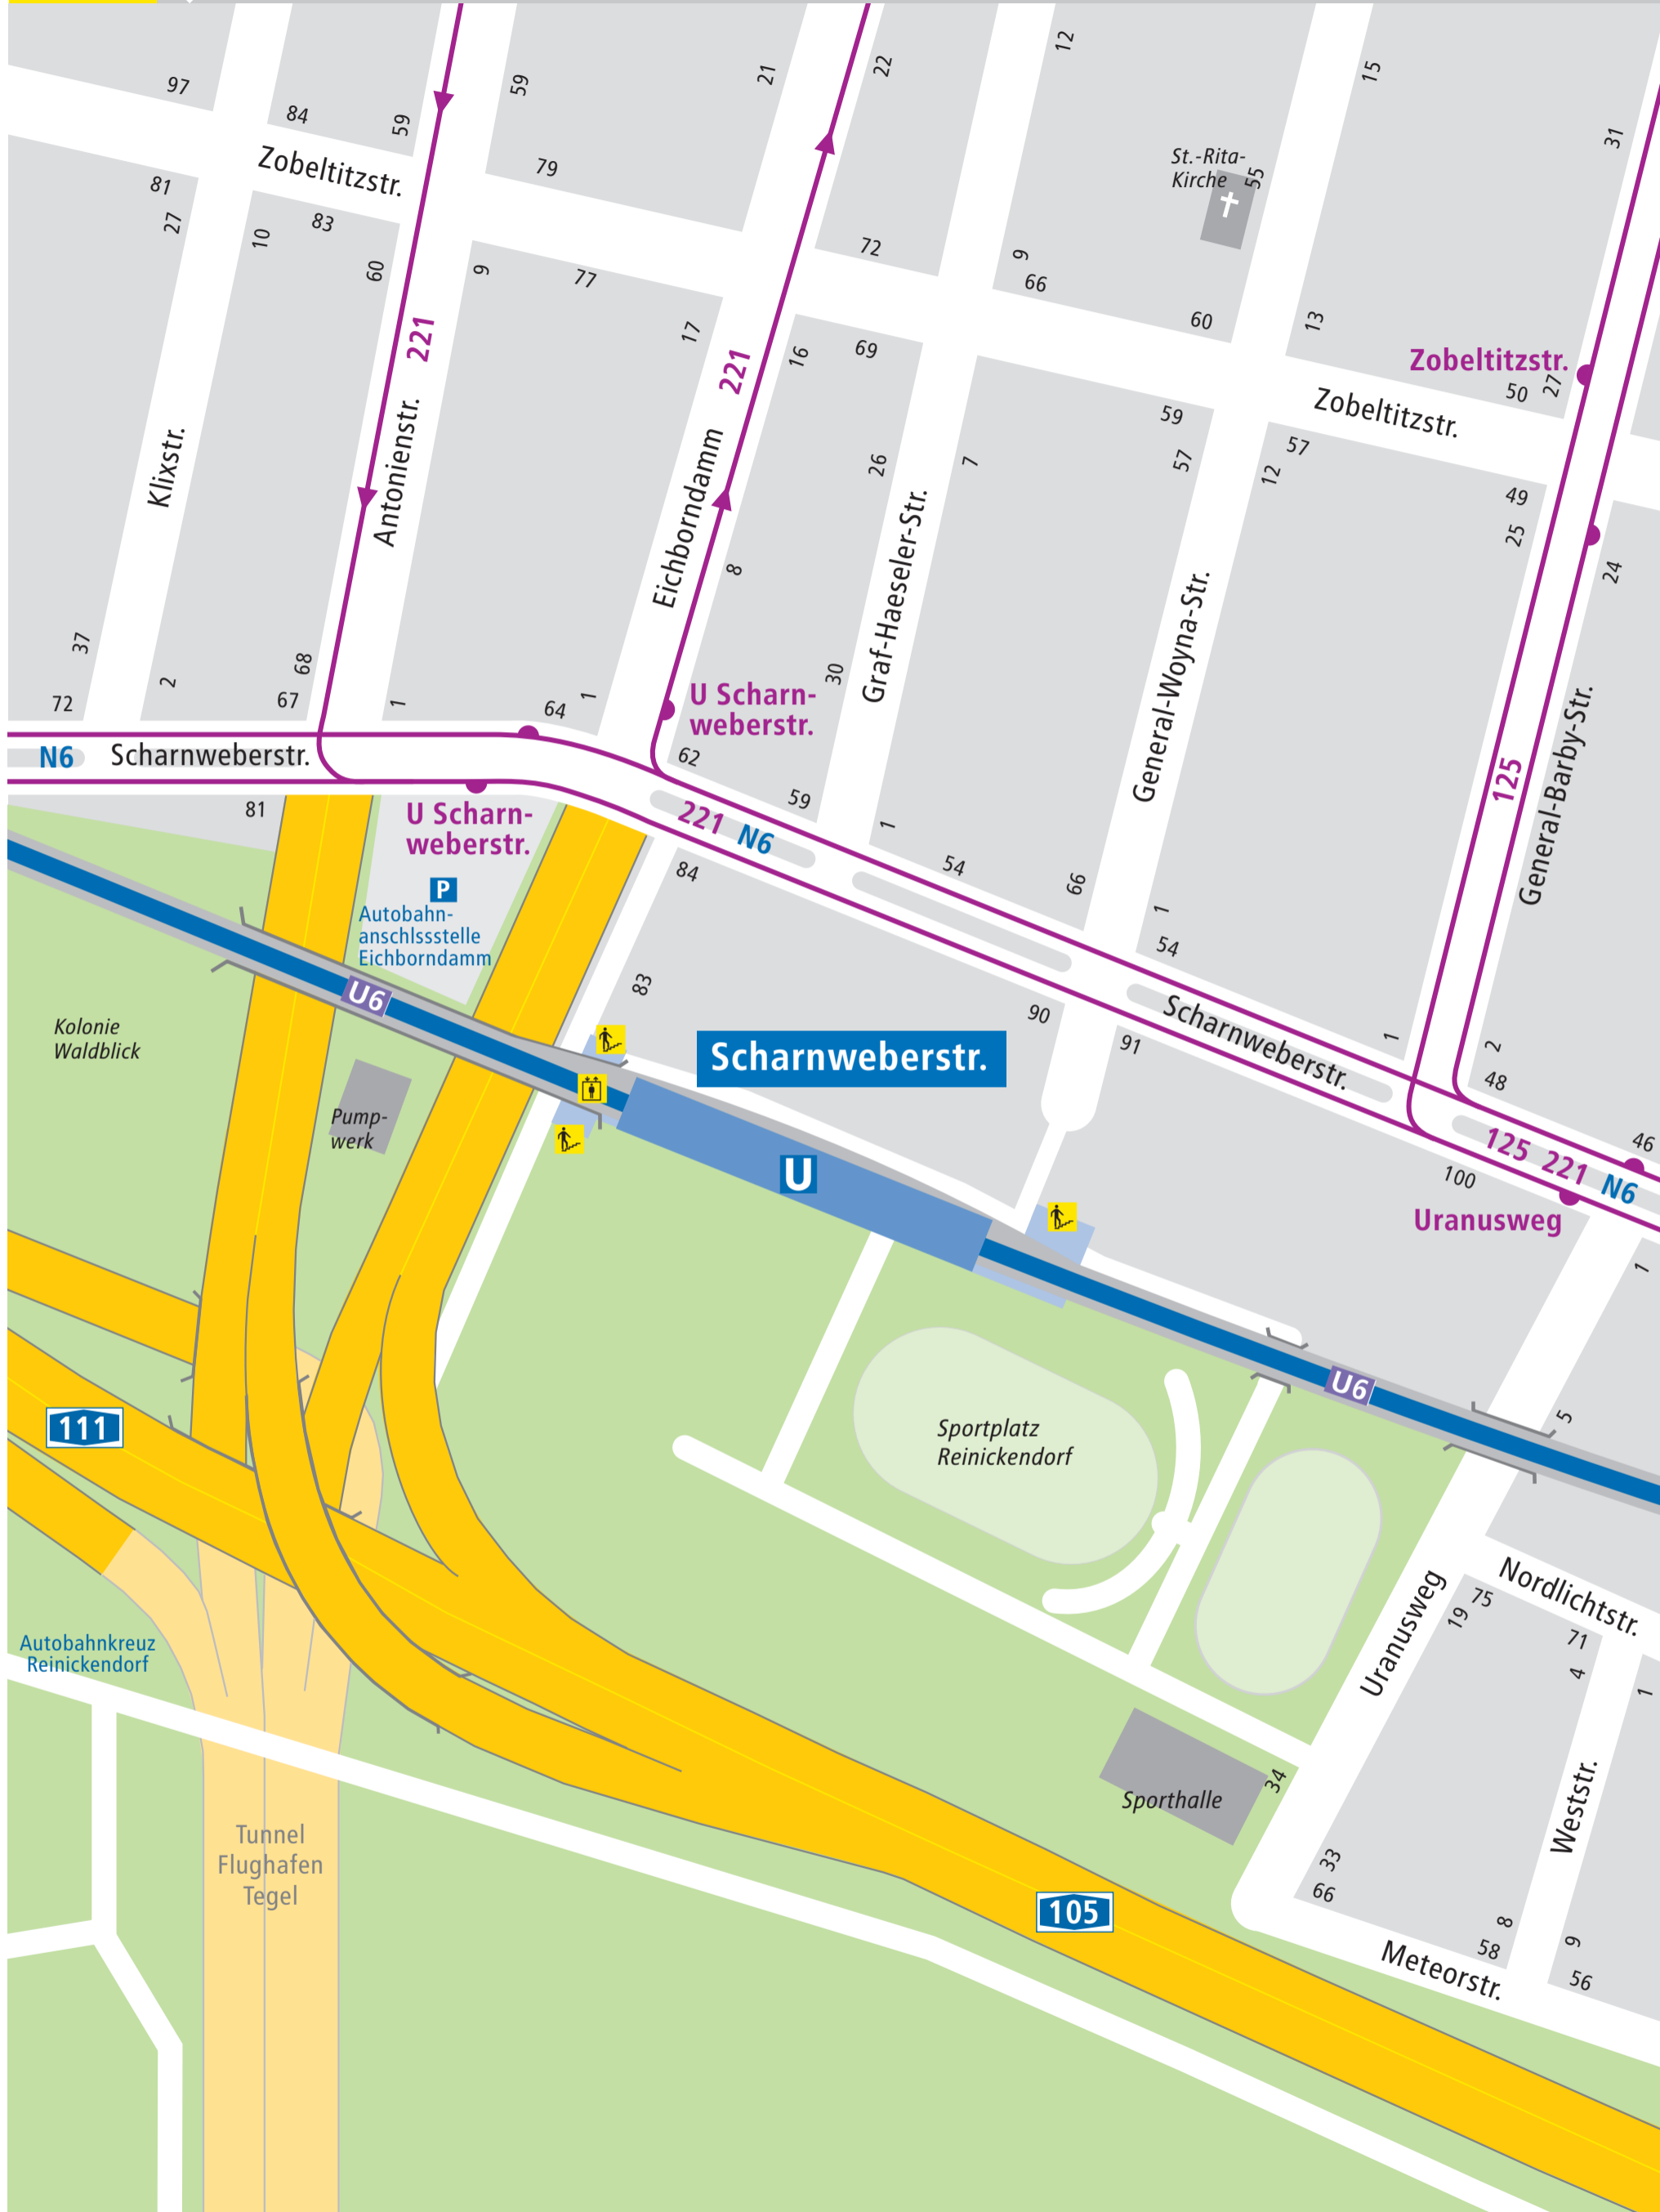 97
84
59
59
21
22
12
15
31
Zobeltitzstr.
79
81
27
10
83
60
9
77
72
9
66
60
13
St.-Rita-
Kirche
55
Zobeltitzstr.
50
27
Zobeltitzstr.
221
221
17
16
69
59
57
57
12
49
25
24
Klixstr.
Antonienstr.
Eichborndamm
8
26
7
Graf-Haeseler-Str.
General-Woyna-Str.
General-Barby-Str.
125
37
2
68
72
67
1
64
1
30
U Scharn-
weberstr.
62
59
1
N6
Scharnweberstr.
221 N6
81
U Scharn-
weberstr.
84
54
66
1
54
P
Autobahn-
anschlssstelle
Eichborndamm
U6
83
90
91
Scharnweberstr.
1
2
48
46
Kolonie
Waldblick
Scharnweberstr.
Pump-
werk
U
125 221 N6
100
Uranusweg
1
111
U6
5
Sportplatz
Reinickendorf
Nordlichtstr.
75
19
71
4
1
Uranusweg
Autobahnkreuz
Reinickendorf
Sporthalle
34
Weststr.
33
66
Tunnel
Flughafen
Tegel
105
8
58
9
56
Meteorstr.